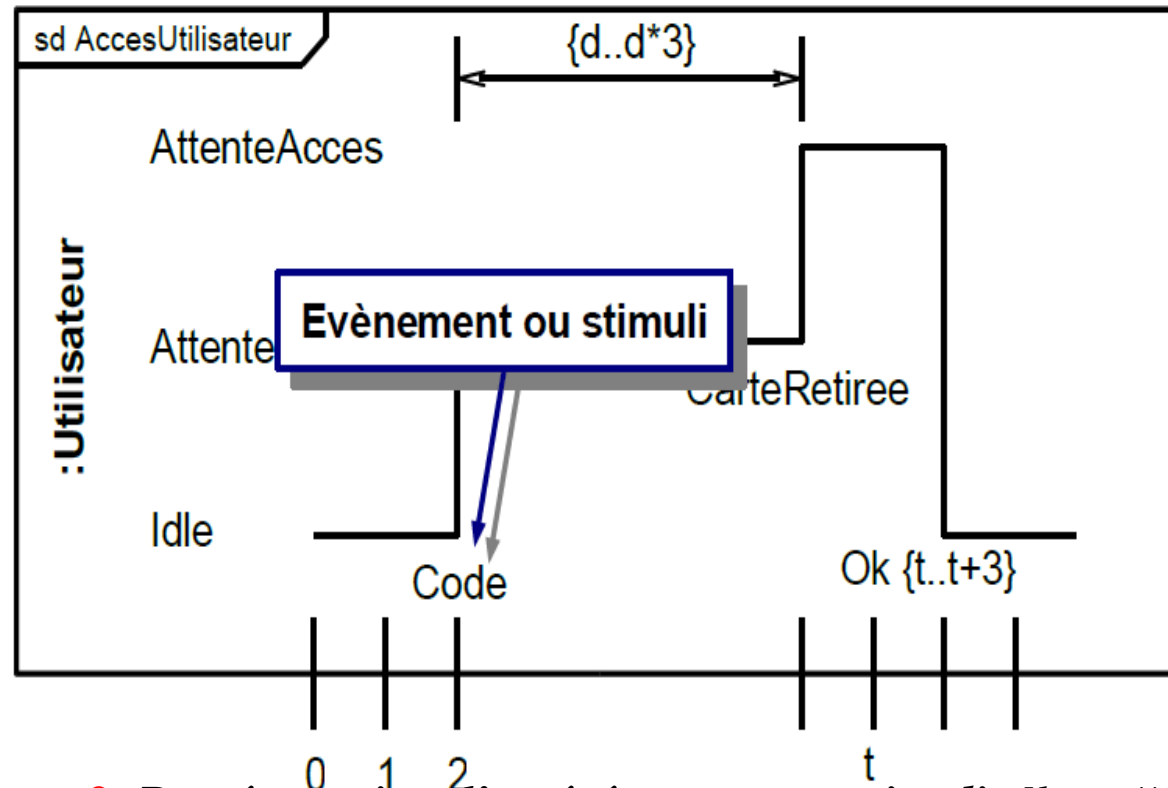 sd AccesUtilisateur
{d..d*3}
AttenteAcces
:Utilisateur
Evènement ou stimuli
Attente
CarteRetiree
Idle
Code
Ok {t..t+3}
0 1 2 t